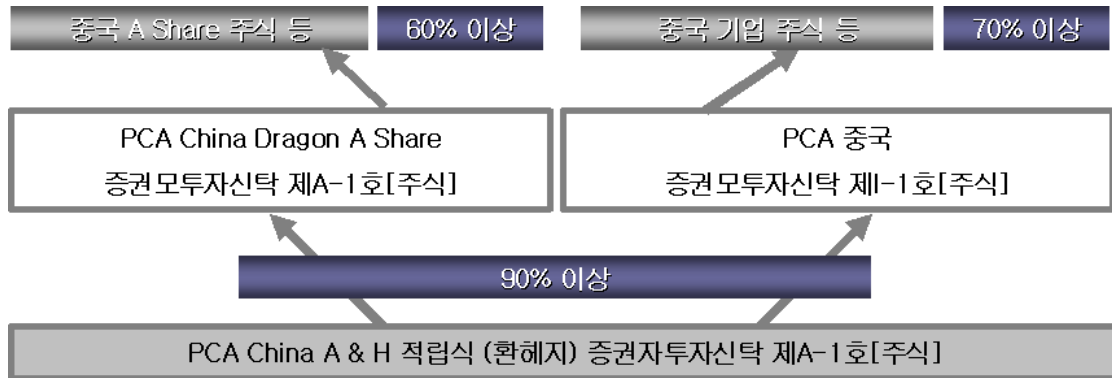 중국 A Share 주식 등 60% 이상 중국 기업 주식 등 70% 이상
PCA China Dragon A Share
증권모투자신탁 제A-1호[주식]
PCA 중국
증권모투자신탁 제I-1호[주식]
90% 이상
PCA China A & H 적립식 (환헤지) 증권자투자신탁 제A-1호[주식]